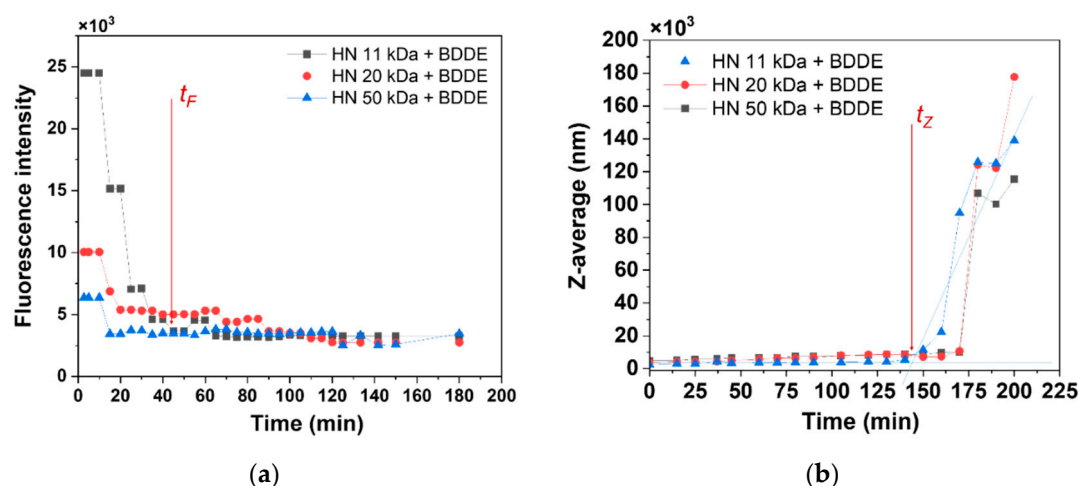 ×10³
25
20
15
10
5
0
Fluorescence intensity
HN 11 kDa + BDDE
HN 20 kDa + BDDE
HN 50 kDa + BDDE
t_F
0 20 40 60 80 100 120 140 160 180 200
Time (min)
(a)
×10³
200
180
160
140
120
100
80
60
40
20
0
Z-average (nm)
HN 11 kDa + BDDE
HN 20 kDa + BDDE
HN 50 kDa + BDDE
t_Z
0 25 50 75 100 125 150 175 200 225
Time (min)
(b)